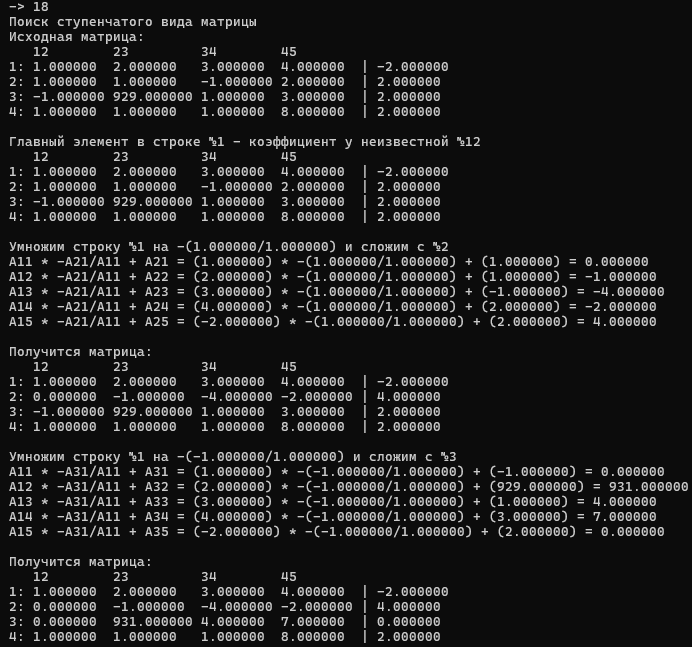 -> 18
Поиск ступенчатого вида матрицы
Исходная матрица:
   12      23       34      45
1: 1.000000  2.000000   3.000000  4.000000  | -2.000000
2: 1.000000  1.000000   -1.000000 2.000000  | 2.000000
3: -1.000000 929.000000 1.000000  3.000000  | 2.000000
4: 1.000000  1.000000   1.000000  8.000000  | 2.000000

Главный элемент в строке №1 - коэффициент у неизвестной №12
   12        23         34        45
1: 1.000000  2.000000   3.000000  4.000000  | -2.000000
2: 1.000000  1.000000   -1.000000 2.000000  | 2.000000
3: -1.000000 929.000000 1.000000  3.000000  | 2.000000
4: 1.000000  1.000000   1.000000  8.000000  | 2.000000

Умножим строку №1 на -(1.000000/1.000000) и сложим с №2
A11 * -A21/A11 + A21 = (1.000000) * -(1.000000/1.000000) + (1.000000) = 0.000000
A12 * -A21/A11 + A22 = (2.000000) * -(1.000000/1.000000) + (1.000000) = -1.000000
A13 * -A21/A11 + A23 = (3.000000) * -(1.000000/1.000000) + (-1.000000) = -4.000000
A14 * -A21/A11 + A24 = (4.000000) * -(1.000000/1.000000) + (2.000000) = -2.000000
A15 * -A21/A11 + A25 = (-2.000000) * -(1.000000/1.000000) + (2.000000) = 4.000000

Получится матрица:
   12        23         34        45
1: 1.000000  2.000000   3.000000  4.000000  | -2.000000
2: 0.000000  -1.000000  -4.000000 -2.000000 | 4.000000
3: -1.000000 929.000000 1.000000  3.000000  | 2.000000
4: 1.000000  1.000000   1.000000  8.000000  | 2.000000

Умножим строку №1 на -(-1.000000/1.000000) и сложим с №3
A11 * -A31/A11 + A31 = (1.000000) * -(-1.000000/1.000000) + (-1.000000) = 0.000000
A12 * -A31/A11 + A32 = (2.000000) * -(-1.000000/1.000000) + (929.000000) = 931.000000
A13 * -A31/A11 + A33 = (3.000000) * -(-1.000000/1.000000) + (1.000000) = 4.000000
A14 * -A31/A11 + A34 = (4.000000) * -(-1.000000/1.000000) + (3.000000) = 7.000000
A15 * -A31/A11 + A35 = (-2.000000) * -(-1.000000/1.000000) + (2.000000) = 0.000000

Получится матрица:
   12        23         34        45
1: 1.000000  2.000000   3.000000  4.000000  | -2.000000
2: 0.000000  -1.000000  -4.000000 -2.000000 | 4.000000
3: 0.000000  931.000000 4.000000  7.000000  | 0.000000
4: 1.000000  1.000000   1.000000  8.000000  | 2.000000